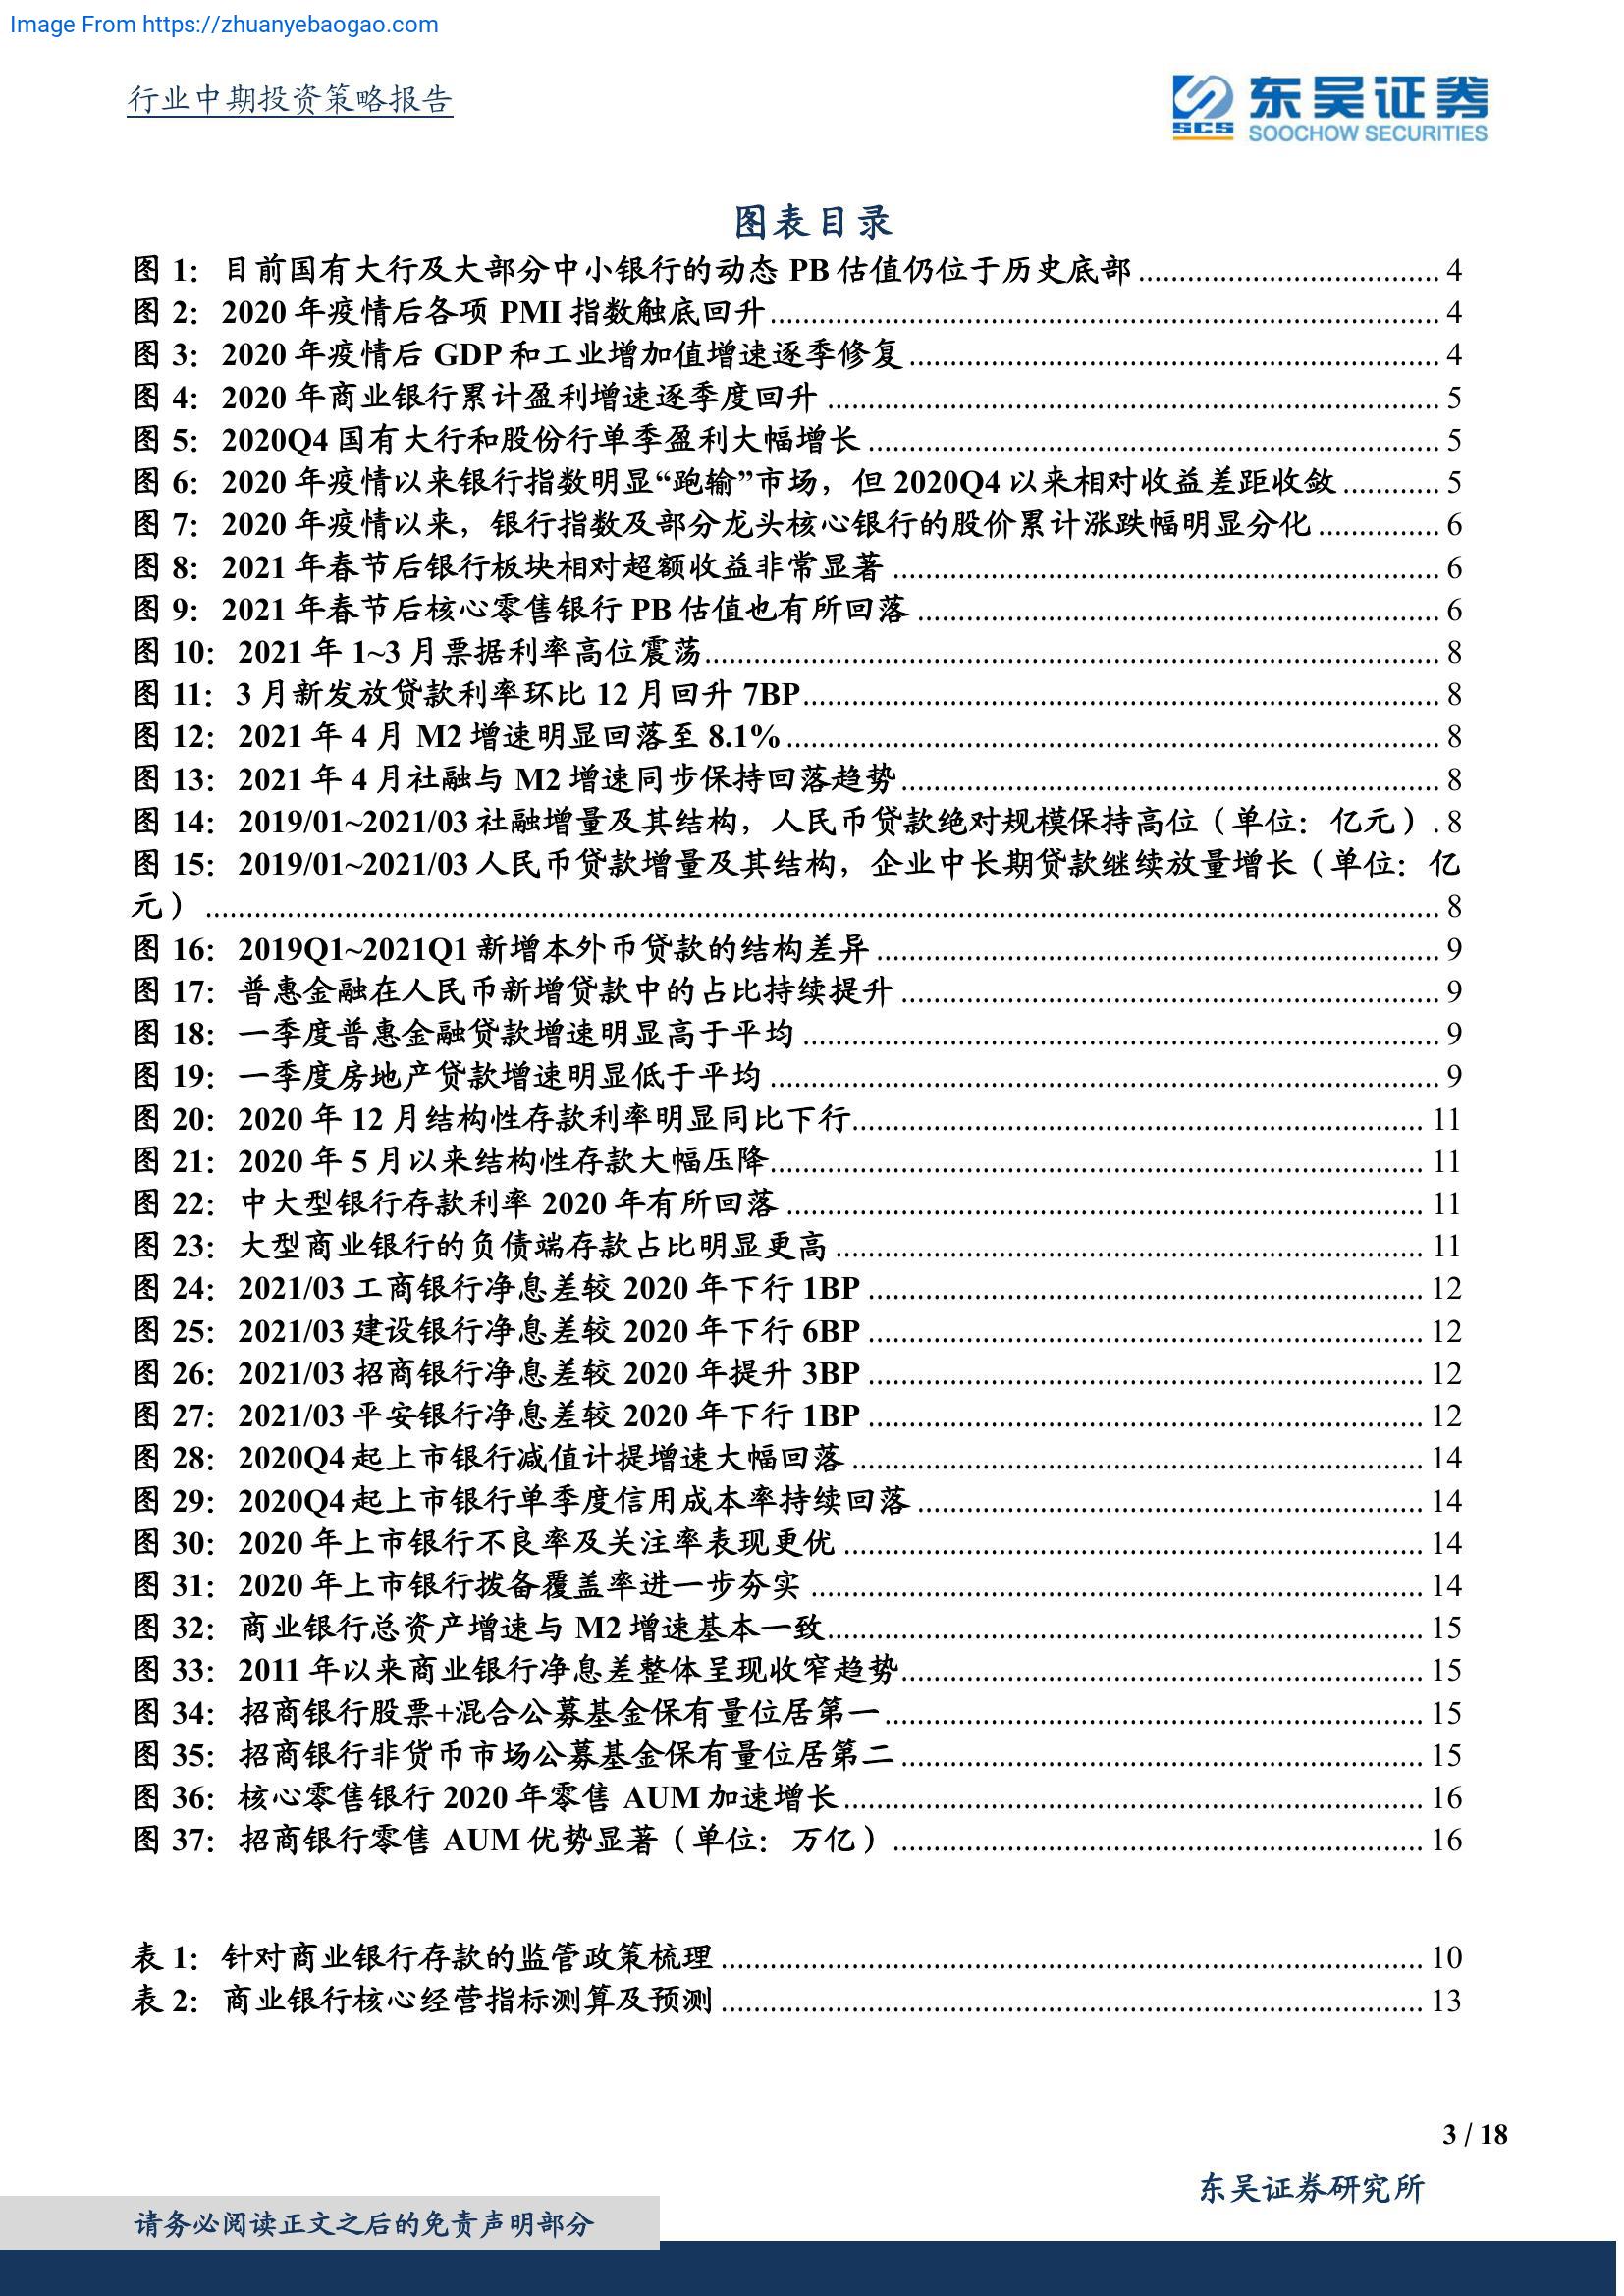 Image From https://zhuanyebaogao.com
行业中期投资策略报告
SCS
东吴证券
SOOCHOW SECURITIES
图表目录
图 1：目前国有大行及大部分中小银行的动态 PB 估值仍位于历史底部 4
图 2：2020 年疫情后各项 PMI 指数触底回升 4
图 3：2020 年疫情后 GDP 和工业增加值增速逐季修复 4
图 4：2020 年商业银行累计盈利增速逐季度回升 5
图 5：2020Q4 国有大行和股份行单季盈利大幅增长 5
图 6：2020 年疫情以来银行指数明显“跑输”市场，但 2020Q4 以来相对收益差距收敛 5
图 7：2020 年疫情以来，银行指数及部分龙头核心银行的股价累计涨跌幅明显分化 6
图 8：2021 年春节后银行板块相对超额收益非常显著 6
图 9：2021 年春节后核心零售银行 PB 估值也有所回落 6
图 10：2021 年 1~3 月票据利率高位震荡 8
图 11：3 月新发放贷款利率环比 12 月回升 7BP 8
图 12：2021 年 4 月 M2 增速明显回落至 8.1% 8
图 13：2021 年 4 月社融与 M2 增速同步保持回落趋势 8
图 14：2019/01~2021/03 社融增量及其结构，人民币贷款绝对规模保持高位（单位：亿元） 8
图 15：2019/01~2021/03 人民币贷款增量及其结构，企业中长期贷款继续放量增长（单位：亿
元） 8
图 16：2019Q1~2021Q1 新增本外币贷款的结构差异 9
图 17：普惠金融在人民币新增贷款中的占比持续提升 9
图 18：一季度普惠金融贷款增速明显高于平均 9
图 19：一季度房地产贷款增速明显低于平均 9
图 20：2020 年 12 月结构性存款利率明显同比下行 11
图 21：2020 年 5 月以来结构性存款大幅压降 11
图 22：中大型银行存款利率 2020 年有所回落 11
图 23：大型商业银行的负债端存款占比明显更高 11
图 24：2021/03 工商银行净息差较 2020 年下行 1BP 12
图 25：2021/03 建设银行净息差较 2020 年下行 6BP 12
图 26：2021/03 招商银行净息差较 2020 年提升 3BP 12
图 27：2021/03 平安银行净息差较 2020 年下行 1BP 12
图 28：2020Q4 起上市银行减值计提增速大幅回落 14
图 29：2020Q4 起上市银行单季度信用成本率持续回落 14
图 30：2020 年上市银行不良率及关注率表现更优 14
图 31：2020 年上市银行拨备覆盖率进一步夯实 14
图 32：商业银行总资产增速与 M2 增速基本一致 15
图 33：2011 年以来商业银行净息差整体呈现收窄趋势 15
图 34：招商银行股票+混合公募基金保有量位居第一 15
图 35：招商银行非货币市场公募基金保有量位居第二 15
图 36：核心零售银行 2020 年零售 AUM 加速增长 16
图 37：招商银行零售 AUM 优势显著（单位：万亿） 16
表 1：针对商业银行存款的监管政策梳理 10
表 2：商业银行核心经营指标测算及预测 13
3 / 18
东吴证券研究所
请务必阅读正文之后的免责声明部分